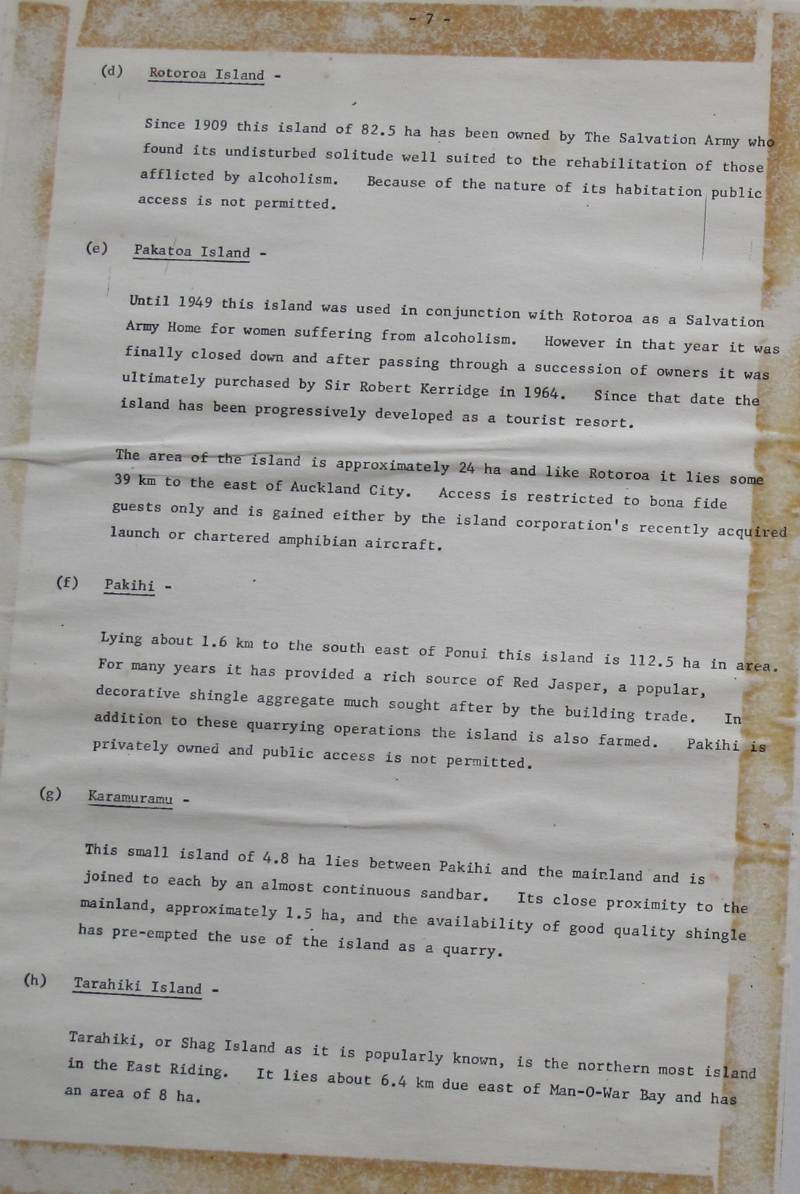 - 7 -
(d) Rotoroa Island -
Since 1909 this island of 82.5 ha has been owned by The Salvation Army who
found its undisturbed solitude well suited to the rehabilitation of those
afflicted by alcoholism. Because of the nature of its habitation public
access is not permitted.
(e) Pakatoa Island -
Until 1949 this island was used in conjunction with Rotoroa as a Salvation
Army Home for women suffering from alcoholism. However in that year it was
finally closed down and after passing through a succession of owners it was
ultimately purchased by Sir Robert Kerridge in 1964. Since that date the
island has been progressively developed as a tourist resort.
The area of the island is approximately 24 ha and like Rotoroa it lies some
39 km to the east of Auckland City. Access is restricted to bona fide
guests only and is gained either by the island corporation's recently acquired
launch or chartered amphibian aircraft.
(f) Pakihi -
Lying about 1.6 km to the south east of Ponui this island is 112.5 ha in area.
For many years it has provided a rich source of Red Jasper, a popular,
decorative shingle aggregate much sought after by the building trade. In
addition to these quarrying operations the island is also farmed. Pakihi is
privately owned and public access is not permitted.
(g) Karamuramu -
This small island of 4.8 ha lies between Pakihi and the mainland and is
joined to each by an almost continuous sandbar. Its close proximity to the
mainland, approximately 1.5 ha, and the availability of good quality shingle
has pre-empted the use of the island as a quarry.
(h) Tarahiki Island -
Tarahiki, or Shag Island as it is popularly known, is the northern most island
in the East Riding. It lies about 6.4 km due east of Man-O-War Bay and has
an area of 8 ha.